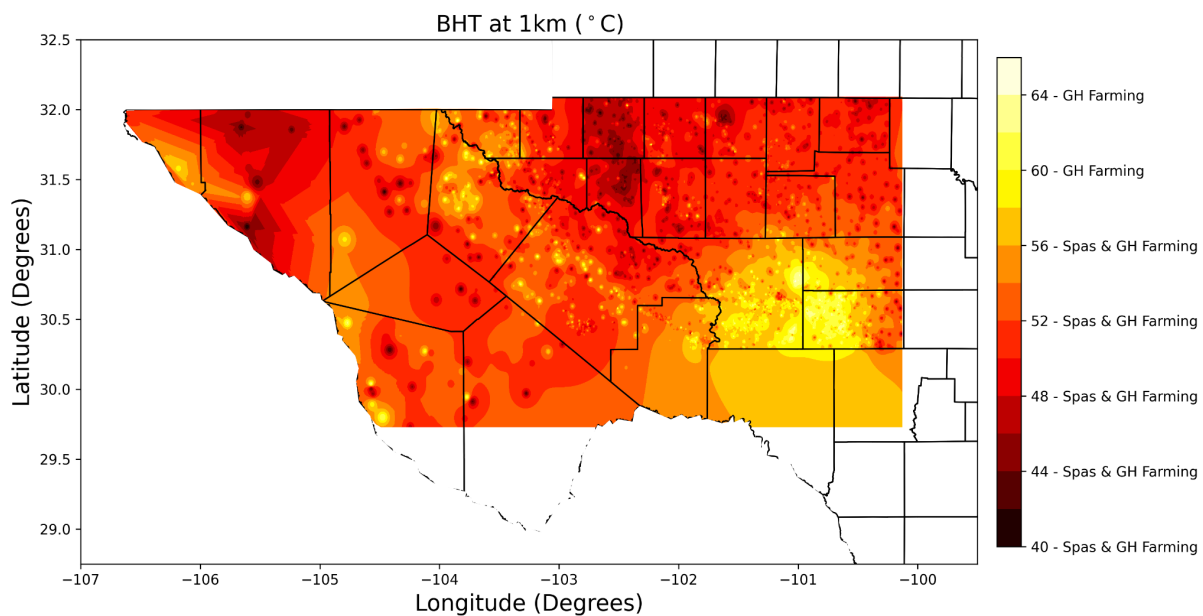 BHT at 1km (°C)
Latitude (Degrees)
32.5
32.0
31.5
31.0
30.5
30.0
29.5
29.0
−107
−106
−105
−104
−103
−102
−101
−100
Longitude (Degrees)
64 - GH Farming
60 - GH Farming
56 - Spas & GH Farming
52 - Spas & GH Farming
48 - Spas & GH Farming
44 - Spas & GH Farming
40 - Spas & GH Farming